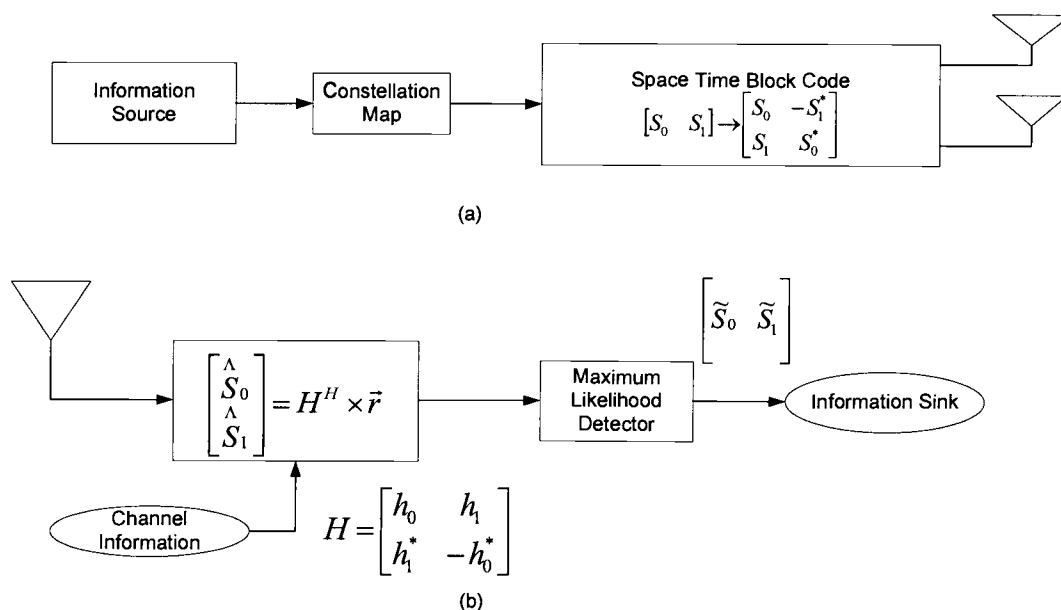 Information Source
Constellation Map
Space Time Block Code
[S₀ S₁] → [S₀ -S₁*
S₁ S₀*]
(a)
[Ŝ₀
Ŝ₁] = Hᴴ × r⃗
[S̃₀ S̃₁]
Maximum Likelihood Detector
Information Sink
Channel Information
H = [h₀ h₁
h₁* -h₀*]
(b)